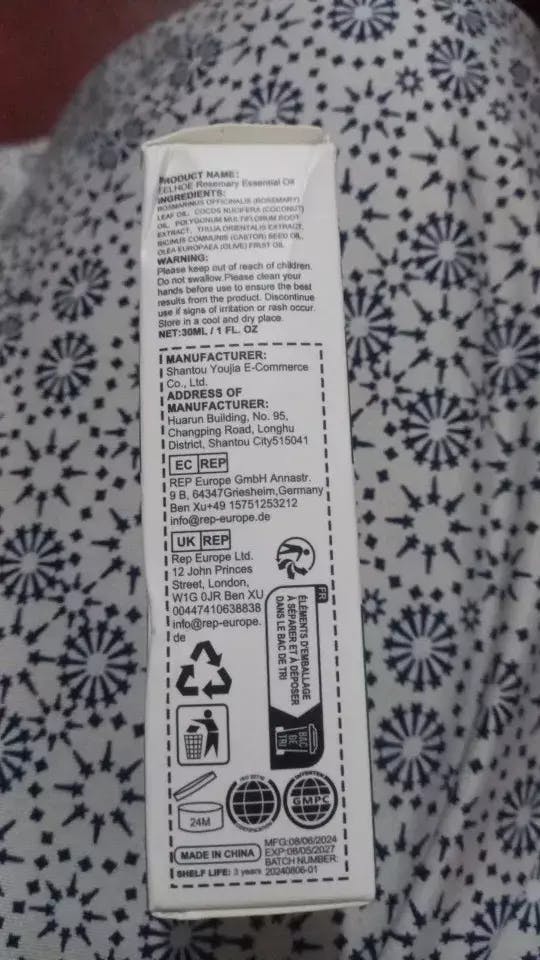 PRODUCT NAME:
EELHOE Rosemary Essential Oil
INGREDIENTS:
ROSMARINUS OFFICINALIS (ROSEMARY)
LEAF OIL, COCOS NUCIFERA (COCONUT)
OIL, POLYGONUM MULTIFLORUM ROOT
EXTRACT, THUJA ORIENTALIS EXTRACT,
RICINUS COMMUNIS (CASTOR) SEED OIL,
OLEA EUROPAEA (OLIVE) FRUIT OIL.
WARNING:
Please keep out of reach of children.
Do not swallow. Please clean your
hands before use to ensure the best
results from the product. Discontinue
use if signs of irritation or rash occur.
Store in a cool and dry place.
NET:30ML / 1 FL. OZ
MANUFACTURER:
Shantou Youjia E-Commerce
Co., Ltd.
ADDRESS OF
MANUFACTURER:
Huarun Building, No. 95,
Changping Road, Longhu
District, Shantou City515041
EC REP
REP Europe GmbH Annastr.
9 B, 64347Griesheim,Germany
Ben Xu+49 15751253212
info@rep-europe.de
UK REP
Rep Europe Ltd.
12 John Princes
Street, London,
W1G 0JR Ben XU
00447410638838
info@rep-europe.
de
FR
ÉLÉMENTS D'EMBALLAGE
À SÉPARER ET À DÉPOSER
DANS LE BAC DE TRI
BAC
DE
TRI
24M
ISO 22716
GMPC
MADE IN CHINA
MFG:08/06/2024
EXP:08/05/2027
BATCH NUMBER:
SHELF LIFE: 3 years 20240806-01